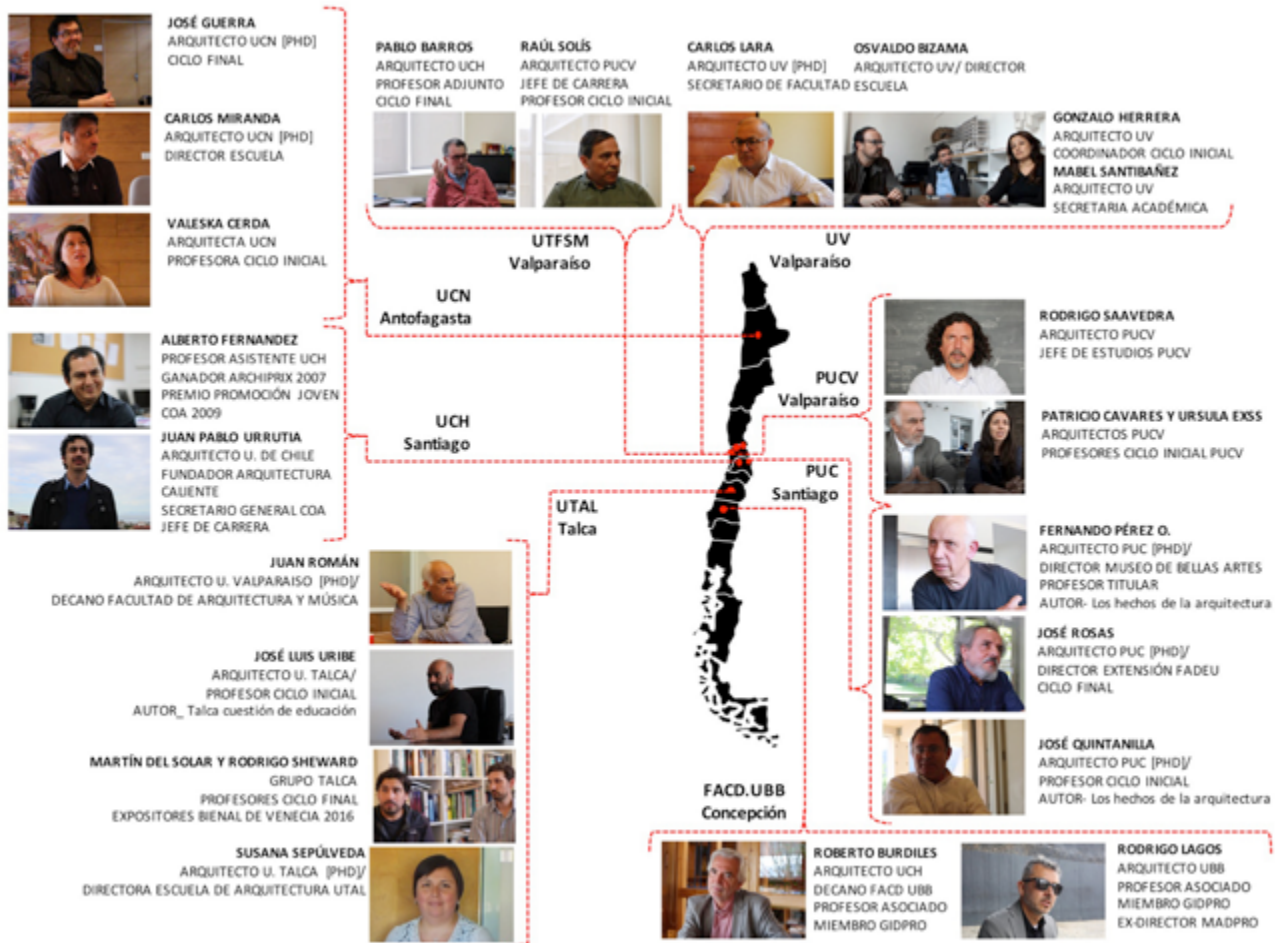 JOSÉ GUERRA
ARQUITECTO UCN [PHD]
CICLO FINAL
CARLOS MIRANDA
ARQUITECTO UCN [PHD]
DIRECTOR ESCUELA
VALESKA CERDA
ARQUITECTA UCN
PROFESORA CICLO INICIAL
PABLO BARROS
ARQUITECTO UCH
PROFESOR ADJUNTO
CICLO FINAL
RAÚL SOLÍS
ARQUITECTO PUCV
JEFE DE CARRERA
PROFESOR CICLO INICIAL
CARLOS LARA
ARQUITECTO UV [PHD]
SECRETARIO DE FACULTAD
OSVALDO BIZAMA
ARQUITECTO UV/ DIRECTOR
ESCUELA
GONZALO HERRERA
ARQUITECTO UV
COORDINADOR CICLO INICIAL
MABEL SANTIBAÑEZ
ARQUITECTO UV
SECRETARIA ACADÉMICA
UTFSM
Valparaíso
UV
Valparaíso
UCN
Antofagasta
ALBERTO FERNANDEZ
PROFESOR ASISTENTE UCH
GANADOR ARCHIPRIX 2007
PREMIO PROMOCIÓN JOVEN
COA 2009
JUAN PABLO URRUTIA
ARQUITECTO U. DE CHILE
FUNDADOR ARQUITECTURA
CALIENTE
SECRETARIO GENERAL COA
JEFE DE CARRERA
UCH
Santiago
PUCV
Valparaíso
RODRIGO SAAVEDRA
ARQUITECTO PUCV
JEFE DE ESTUDIOS PUCV
PATRICIO CAVARES Y URSULA EXSS
ARQUITECTOS PUCV
PROFESORES CICLO INICIAL PUCV
PUC
Santiago
UTAL
Talca
FERNANDO PÉREZ O.
ARQUITECTO PUC [PHD]/
DIRECTOR MUSEO DE BELLAS ARTES
PROFESOR TITULAR
AUTOR- Los hechos de la arquitectura
JOSÉ ROSAS
ARQUITECTO PUC [PHD]/
DIRECTOR EXTENSIÓN FADEU
CICLO FINAL
JOSÉ QUINTANILLA
ARQUITECTO PUC [PHD]/
PROFESOR CICLO INICIAL
AUTOR- Los hechos de la arquitectura
JUAN ROMÁN
ARQUITECTO U. VALPARAISO [PHD]/
DECANO FACULTAD DE ARQUITECTURA Y MÚSICA
JOSÉ LUIS URIBE
ARQUITECTO U. TALCA/
PROFESOR CICLO INICIAL
AUTOR_ Talca cuestión de educación
MARTÍN DEL SOLAR Y RODRIGO SHEWARD
GRUPO TALCA
PROFESORES CICLO FINAL
EXPOSITORES BIENAL DE VENECIA 2016
SUSANA SEPÚLVEDA
ARQUITECTO U. TALCA [PHD]/
DIRECTORA ESCUELA DE ARQUITECTURA UTAL
FACD.UBB
Concepción
ROBERTO BURDILES
ARQUITECTO UCH
DECANO FACD UBB
PROFESOR ASOCIADO
MIEMBRO GIDPRO
RODRIGO LAGOS
ARQUITECTO UBB
PROFESOR ASOCIADO
MIEMBRO GIDPRO
EX-DIRECTOR MADPRO